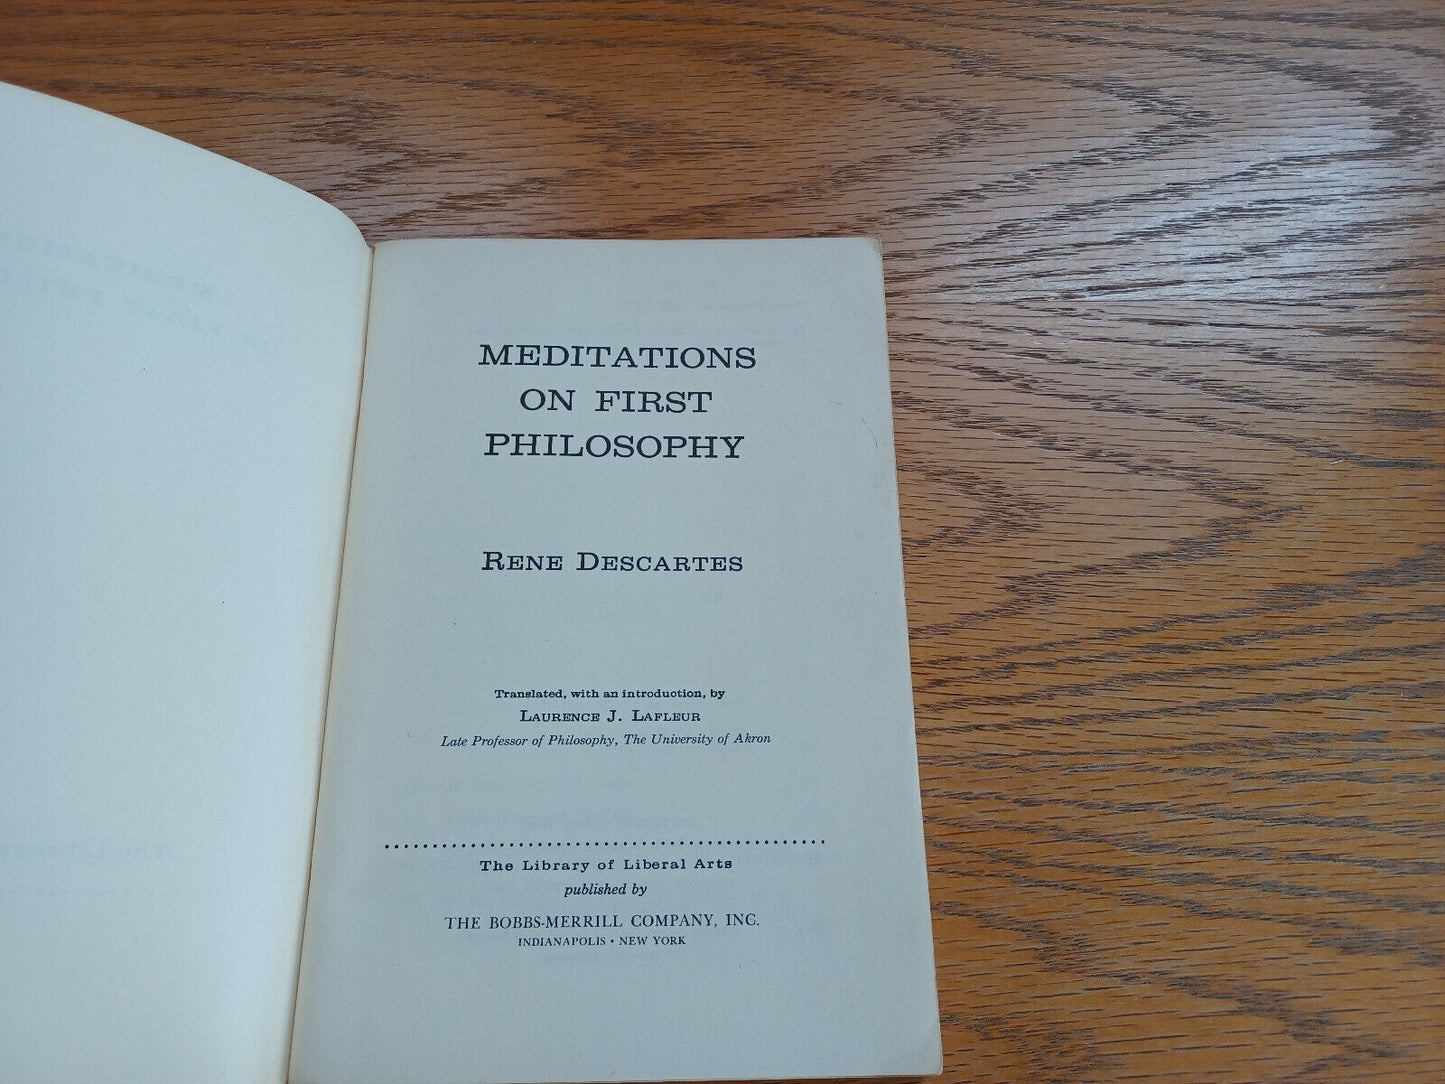 MEDITATIONS
ON FIRST
PHILOSOPHY
RENE DESCARTES
Translated, with an introduction, by
LAURENCE J. LAFLEUR
Late Professor of Philosophy, The University of Akron
The Library of Liberal Arts
published by
THE BOBBS-MERRILL COMPANY, INC.
INDIANAPOLIS • NEW YORK